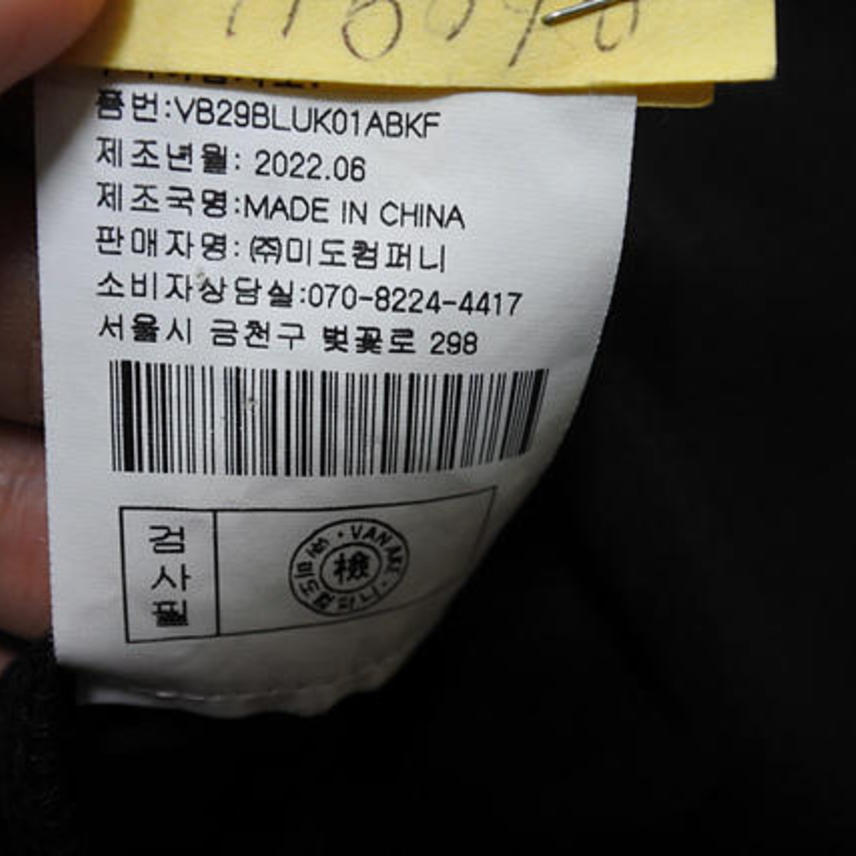 품번:VB29BLUK01ABKF
제조년월: 2022.06
제조국명:MADE IN CHINA
판매자명: ㈜미도컴퍼니
소비자상담실:070-8224-4417
서울시 금천구 벚꽃로 298
검사필
檢